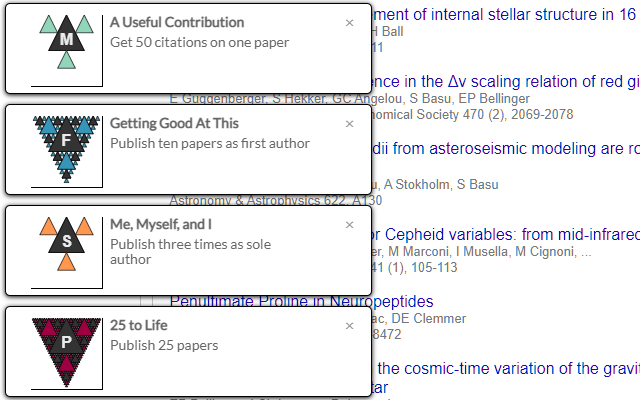 A Useful Contribution
Get 50 citations on one paper
M
×
ment of internal stellar structure in 16
H Ball
11
ence in the Δν scaling relation of red gi
E Guggenberger, S Hekker, GC Angelou, S Basu, EP Bellinger
nomical Society 470 (2), 2069-2078
Getting Good At This
Publish ten papers as first author
F
×
dii from asteroseismic modeling are ro
u, A Stokholm, S Basu
Astronomy & Astrophysics 622, A130
Me, Myself, and I
Publish three times as sole
author
S
×
or Cepheid variables: from mid-infrared
er, M Marconi, I Musella, M Cignoni, ...
41 (1), 105-113
Penultimate Proline in Neuropeptides
ac, DE Clemmer
8472
25 to Life
Publish 25 papers
P
×
the cosmic-time variation of the gravit
tar